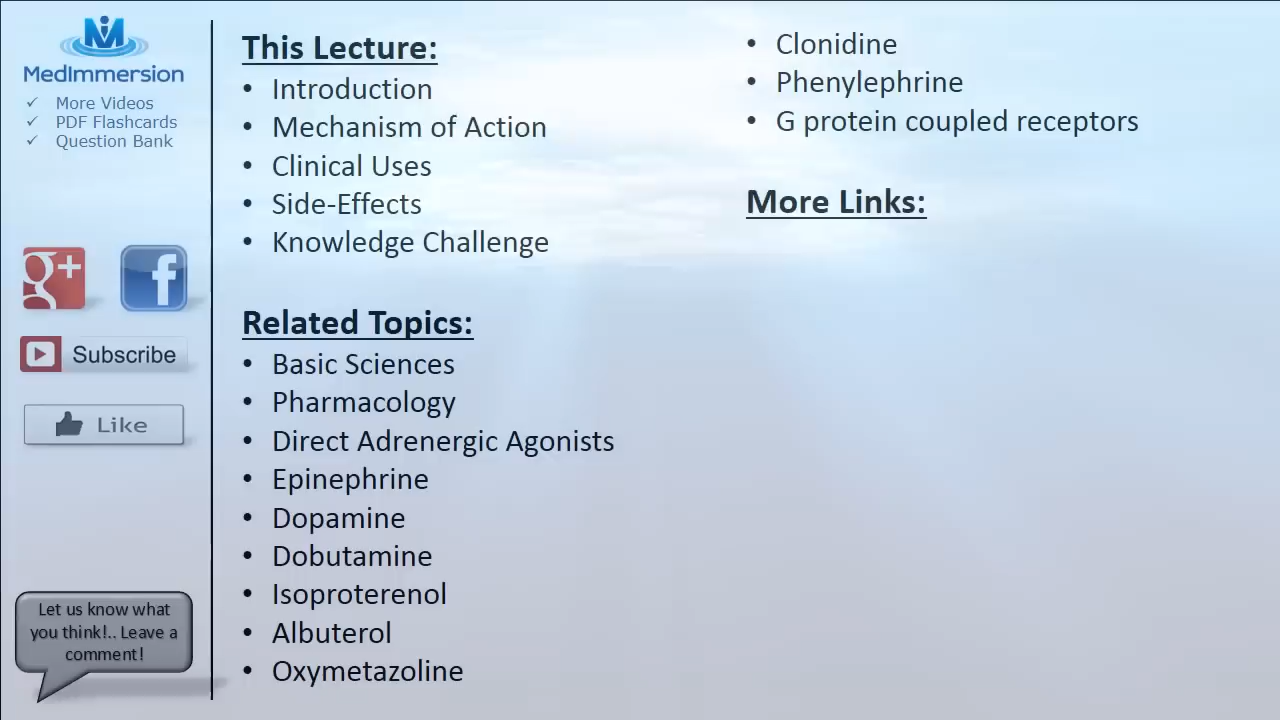 MedImmersion
✓ More Videos
✓ PDF Flashcards
✓ Question Bank
g+
f
Subscribe
Like
Let us know what
you think!.. Leave a
comment!
This Lecture:
• Introduction
• Mechanism of Action
• Clinical Uses
• Side-Effects
• Knowledge Challenge
Related Topics:
• Basic Sciences
• Pharmacology
• Direct Adrenergic Agonists
• Epinephrine
• Dopamine
• Dobutamine
• Isoproterenol
• Albuterol
• Oxymetazoline
• Clonidine
• Phenylephrine
• G protein coupled receptors
More Links: